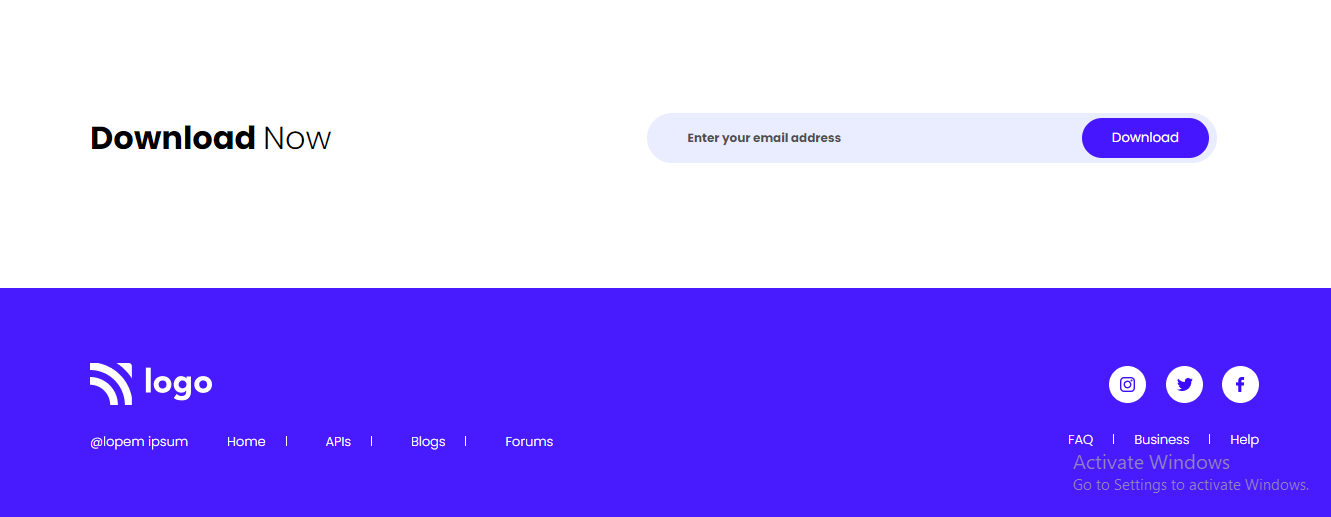 Download Now
Enter your email address
Download
logo
@lopem ipsum Home | APIs | Blogs | Forums
FAQ | Business | Help
Activate Windows
Go to Settings to activate Windows.